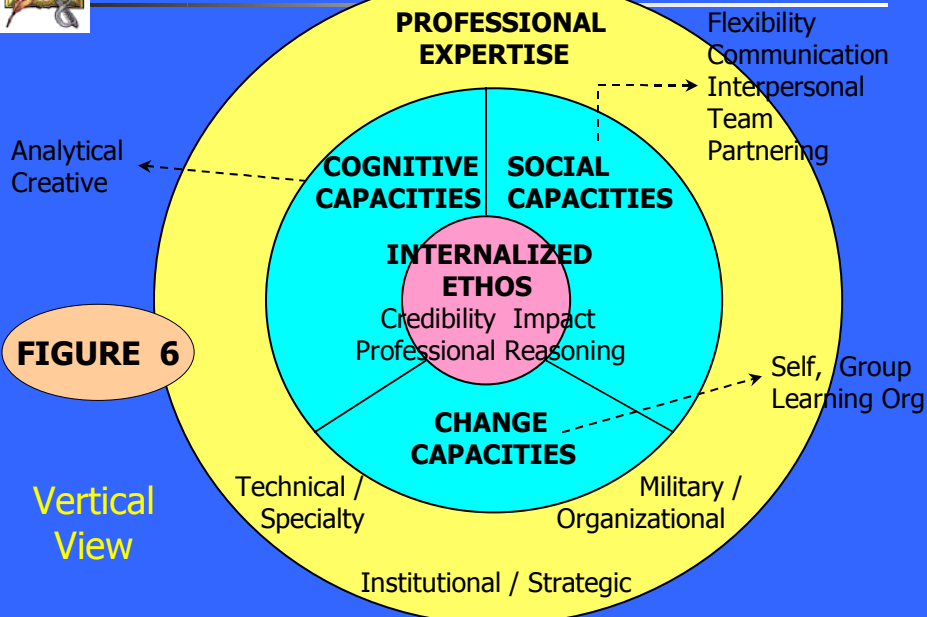 PROFESSIONAL
EXPERTISE
Flexibility
Communication
Interpersonal
Team
Partnering
Analytical
Creative
COGNITIVE
CAPACITIES
SOCIAL
CAPACITIES
INTERNALIZED
ETHOS
Credibility Impact
Professional Reasoning
FIGURE 6
Self, Group
Learning Org
CHANGE
CAPACITIES
Vertical
View
Technical /
Specialty
Military /
Organizational
Institutional / Strategic